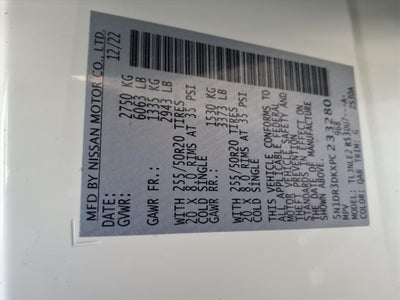 MFD BY NISSAN MOTOR CO., LTD.
DATE: 12/22
GVWR: 2750 KG
6063 LB
GAWR FR.: 1335 KG
2943 LB
WITH 255/50R20 TIRES
20 X 8.0 RIMS AT 35 PSI
COLD SINGLE
GAWR RR.: 1530 KG
3373 LB
WITH 255/50R20 TIRES
20 X 8.0 RIMS AT 35 PSI
COLD SINGLE
THIS VEHICLE CONFORMS TO
ALL APPLICABLE FEDERAL
MOTOR VEHICLE SAFETY AND
THEFT PREVENTION
STANDARDS IN EFFECT ON
THE DATE OF MANUFACTURE
SHOWN ABOVE.
5N1DR3DKXPC233280
MPV
COLOR: QAB TRIM: G